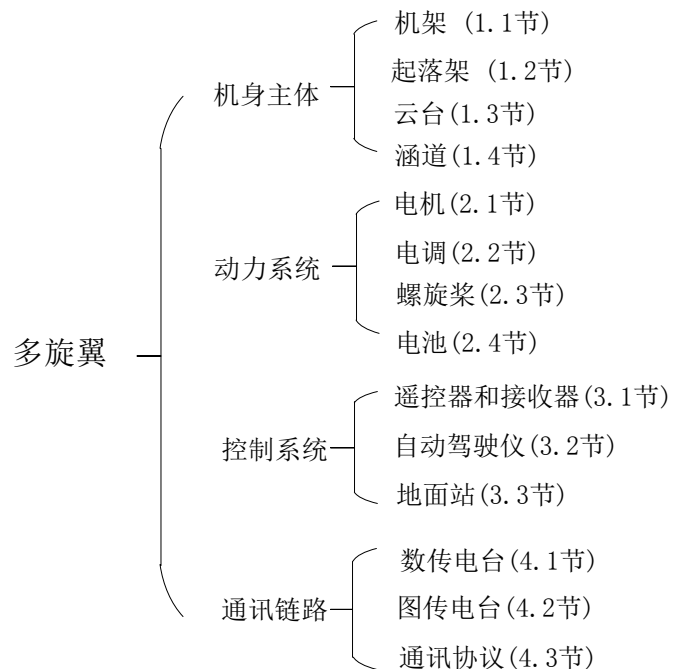 多旋翼
机身主体
机架 (1.1节)
起落架 (1.2节)
云台(1.3节)
涵道(1.4节)
动力系统
电机(2.1节)
电调(2.2节)
螺旋桨(2.3节)
电池(2.4节)
控制系统
遥控器和接收器(3.1节)
自动驾驶仪(3.2节)
地面站(3.3节)
通讯链路
数传电台(4.1节)
图传电台(4.2节)
通讯协议(4.3节)